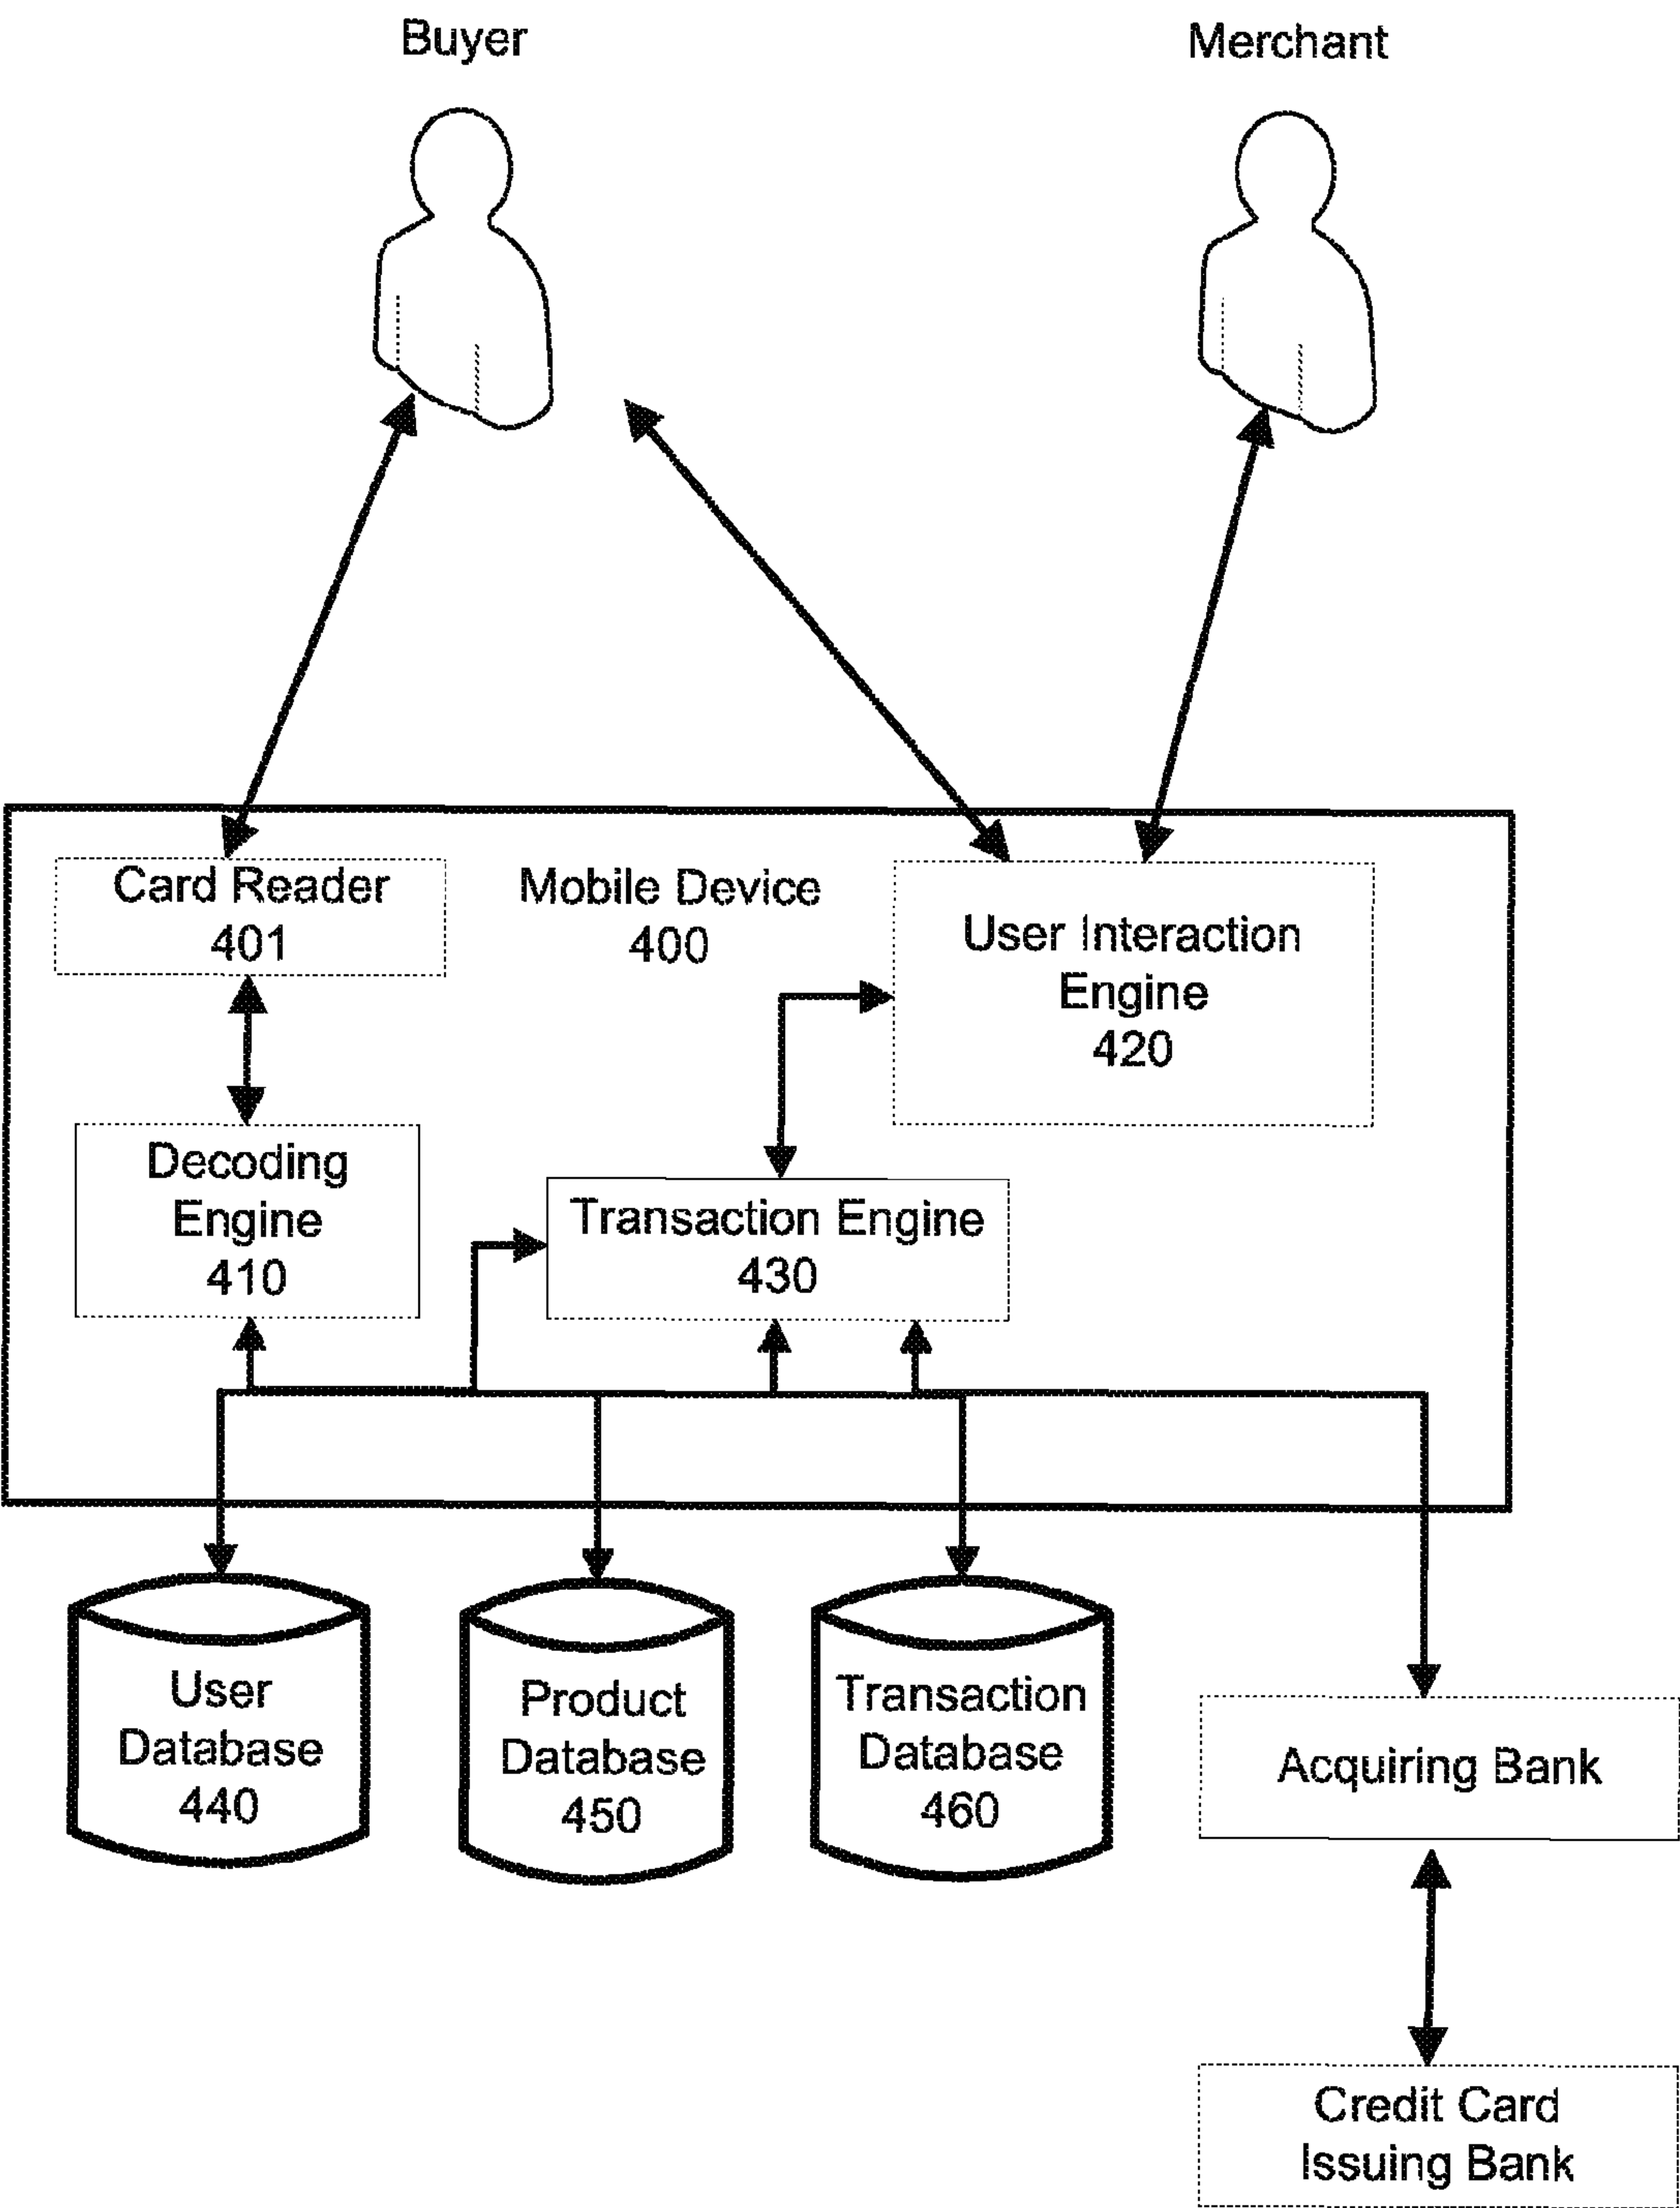 Buyer
Merchant
Card Reader
401
Mobile Device
400
User Interaction
Engine
420
Decoding
Engine
410
Transaction Engine
430
User
Database
440
Product
Database
450
Transaction
Database
460
Acquiring Bank
Credit Card
Issuing Bank